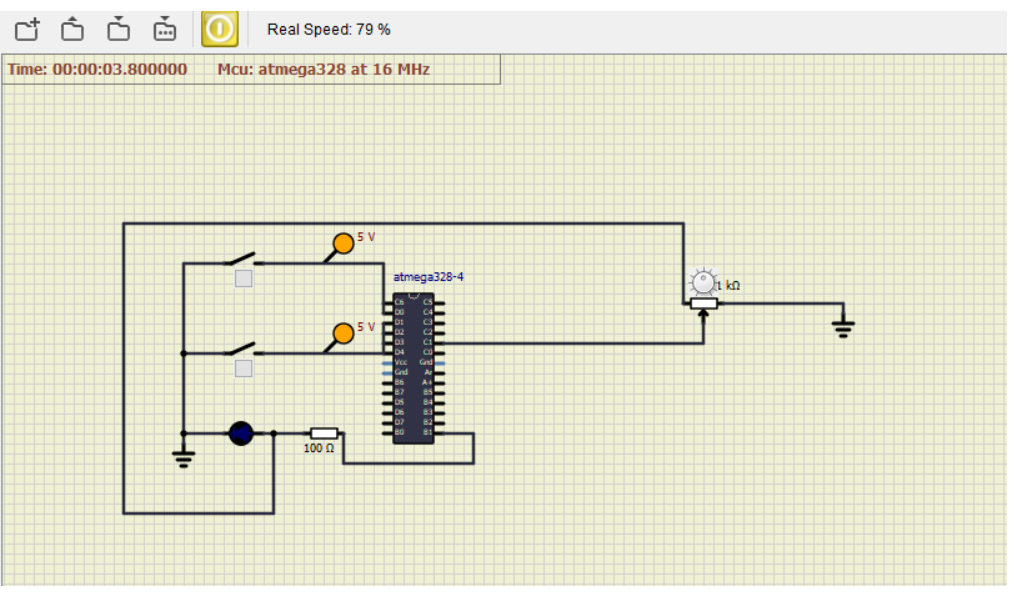 Real Speed: 79 %
Time: 00:00:03.800000 Mcu: atmega328 at 16 MHz
5 V
atmega328-4
1 kΩ
C6 C5
D0 C4
D1 C3
D2 C2
5 V
D3 C1
D4 C0
Vcc Gnd
Gnd Ar
B6 A+
B7 B5
D5 B4
D6 B3
D7 B2
B0 B1
100 Ω